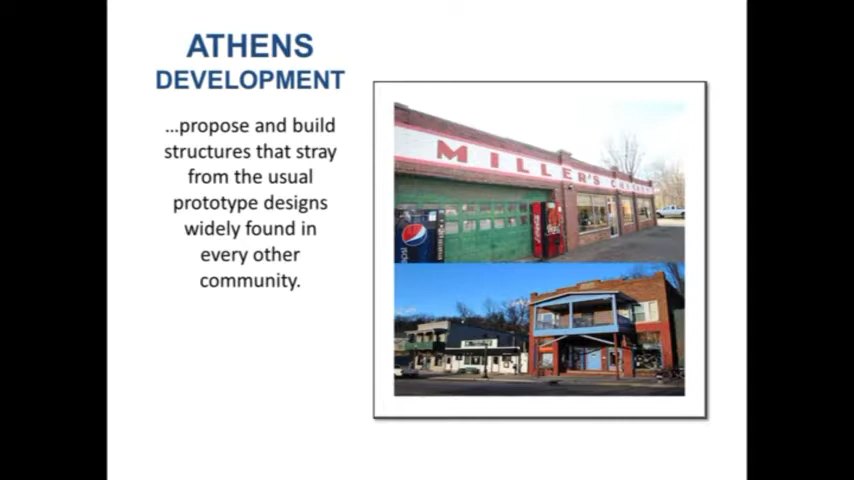 ATHENS
DEVELOPMENT
...propose and build
structures that stray
from the usual
prototype designs
widely found in
every other
community.
MILLER'S
pepsi